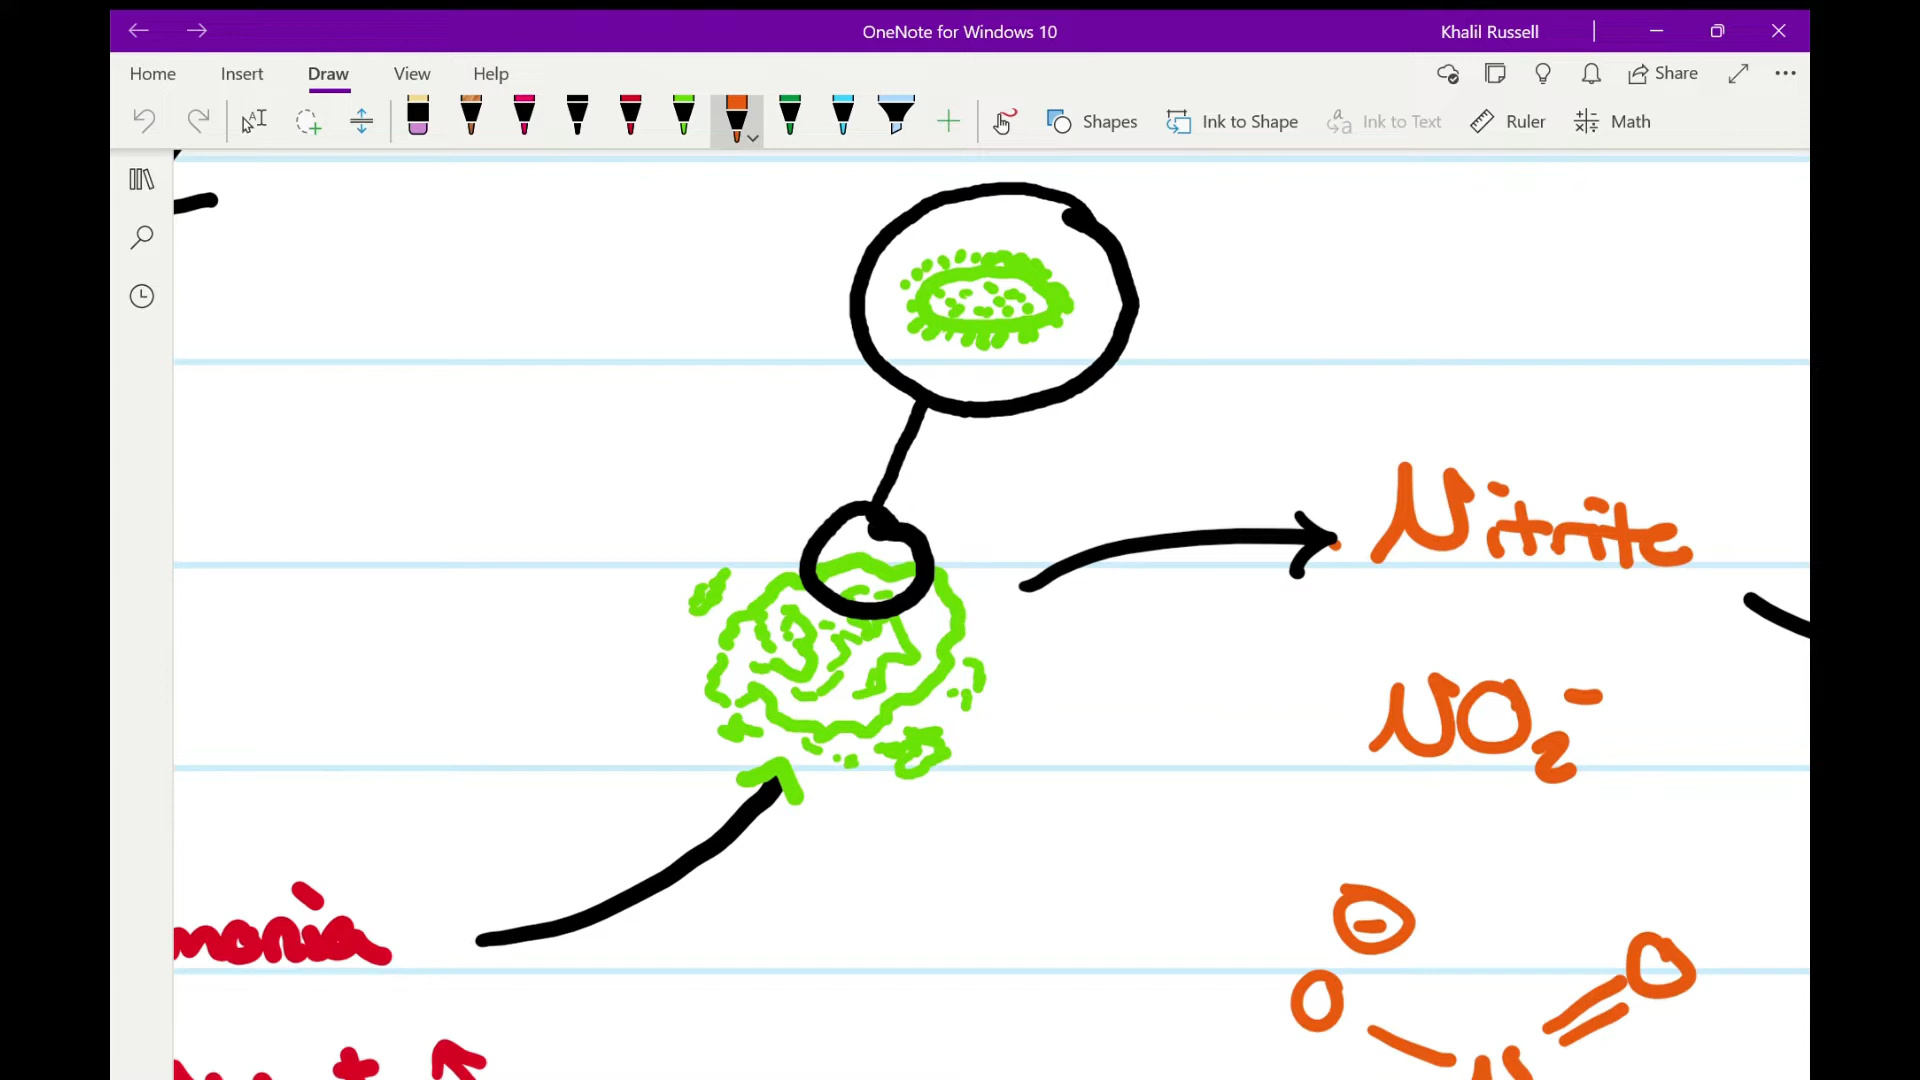 OneNote for Windows 10
Khalil Russell
Home Insert Draw View Help
Share
Shapes Ink to Shape Ink to Text Ruler Math
Nitrite
NO₂⁻
monia
O
O